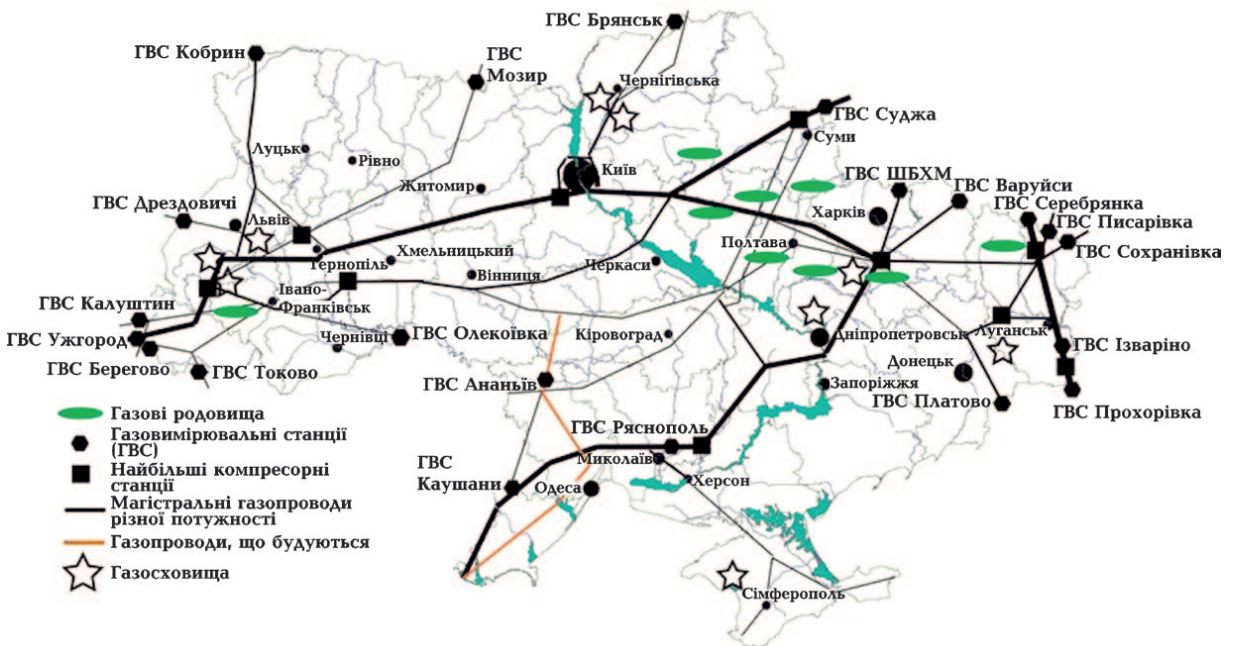 ГВС Брянськ
ГВС Кобрин
ГВС
Мозир
Чернігівська
ГВС Суджа
Суми
Луцьк
Рівно
Київ
Житомир
ГВС ШБХМ
ГВС Варуйси
ГВС Серебрянка
ГВС Писарівка
ГВС Сохранівка
ГВС Дрездовичі
Львів
Харків
Полтава
Хмельницький
Тернопіль
Вінниця
Черкаси
Івано-
Франківськ
ГВС Калуштин
ГВС Ужгород
ГВС Берегово
ГВС Токово
Чернівці
ГВС Олекоївка
Кіровоград
Дніпропетровськ
Луганськ
ГВС Ізваріно
Донецьк
ГВС Ананьїв
Запоріжжя
ГВС Платово
ГВС Прохорівка
Газові родовища
Газовимірювальні станції
(ГВС)
Найбільші компресорні
станції
Магістральні газопроводи
різної потужності
Газопроводи, що будуються
Газосховища
ГВС Ряснополь
Миколаїв
ГВС
Каушани
Одеса
Херсон
Сімферополь